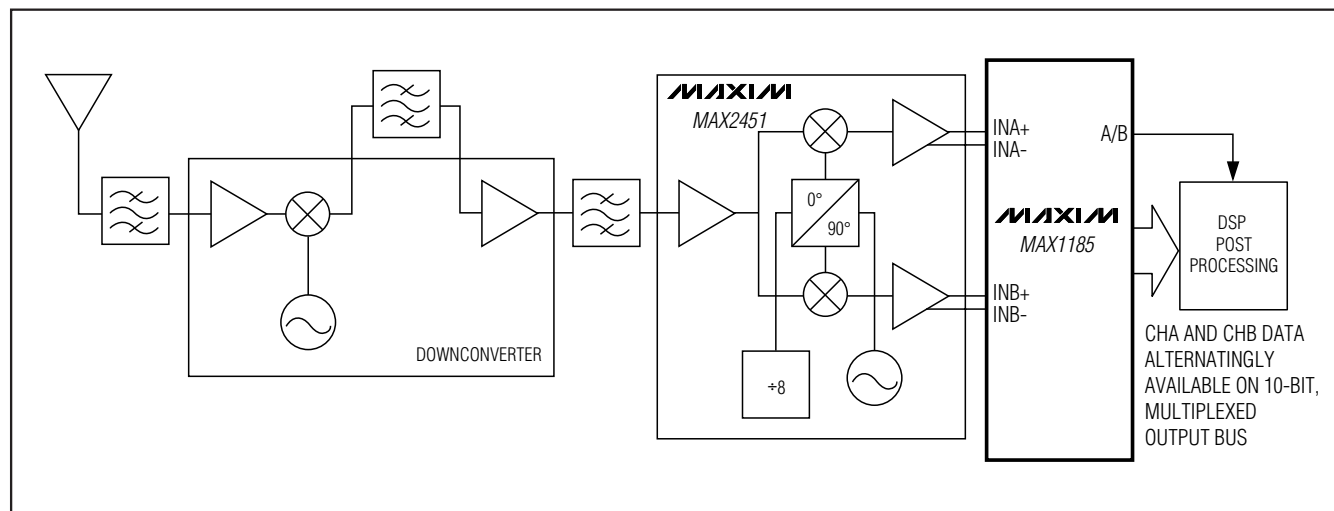 DOWNCONVERTER
MAXIM
MAX2451
0°
90°
÷8
INA+
INA-
INB+
INB-
A/B
MAXIM
MAX1185
DSP
POST
PROCESSING
CHA AND CHB DATA
ALTERNATINGLY
AVAILABLE ON 10-BIT,
MULTIPLEXED
OUTPUT BUS